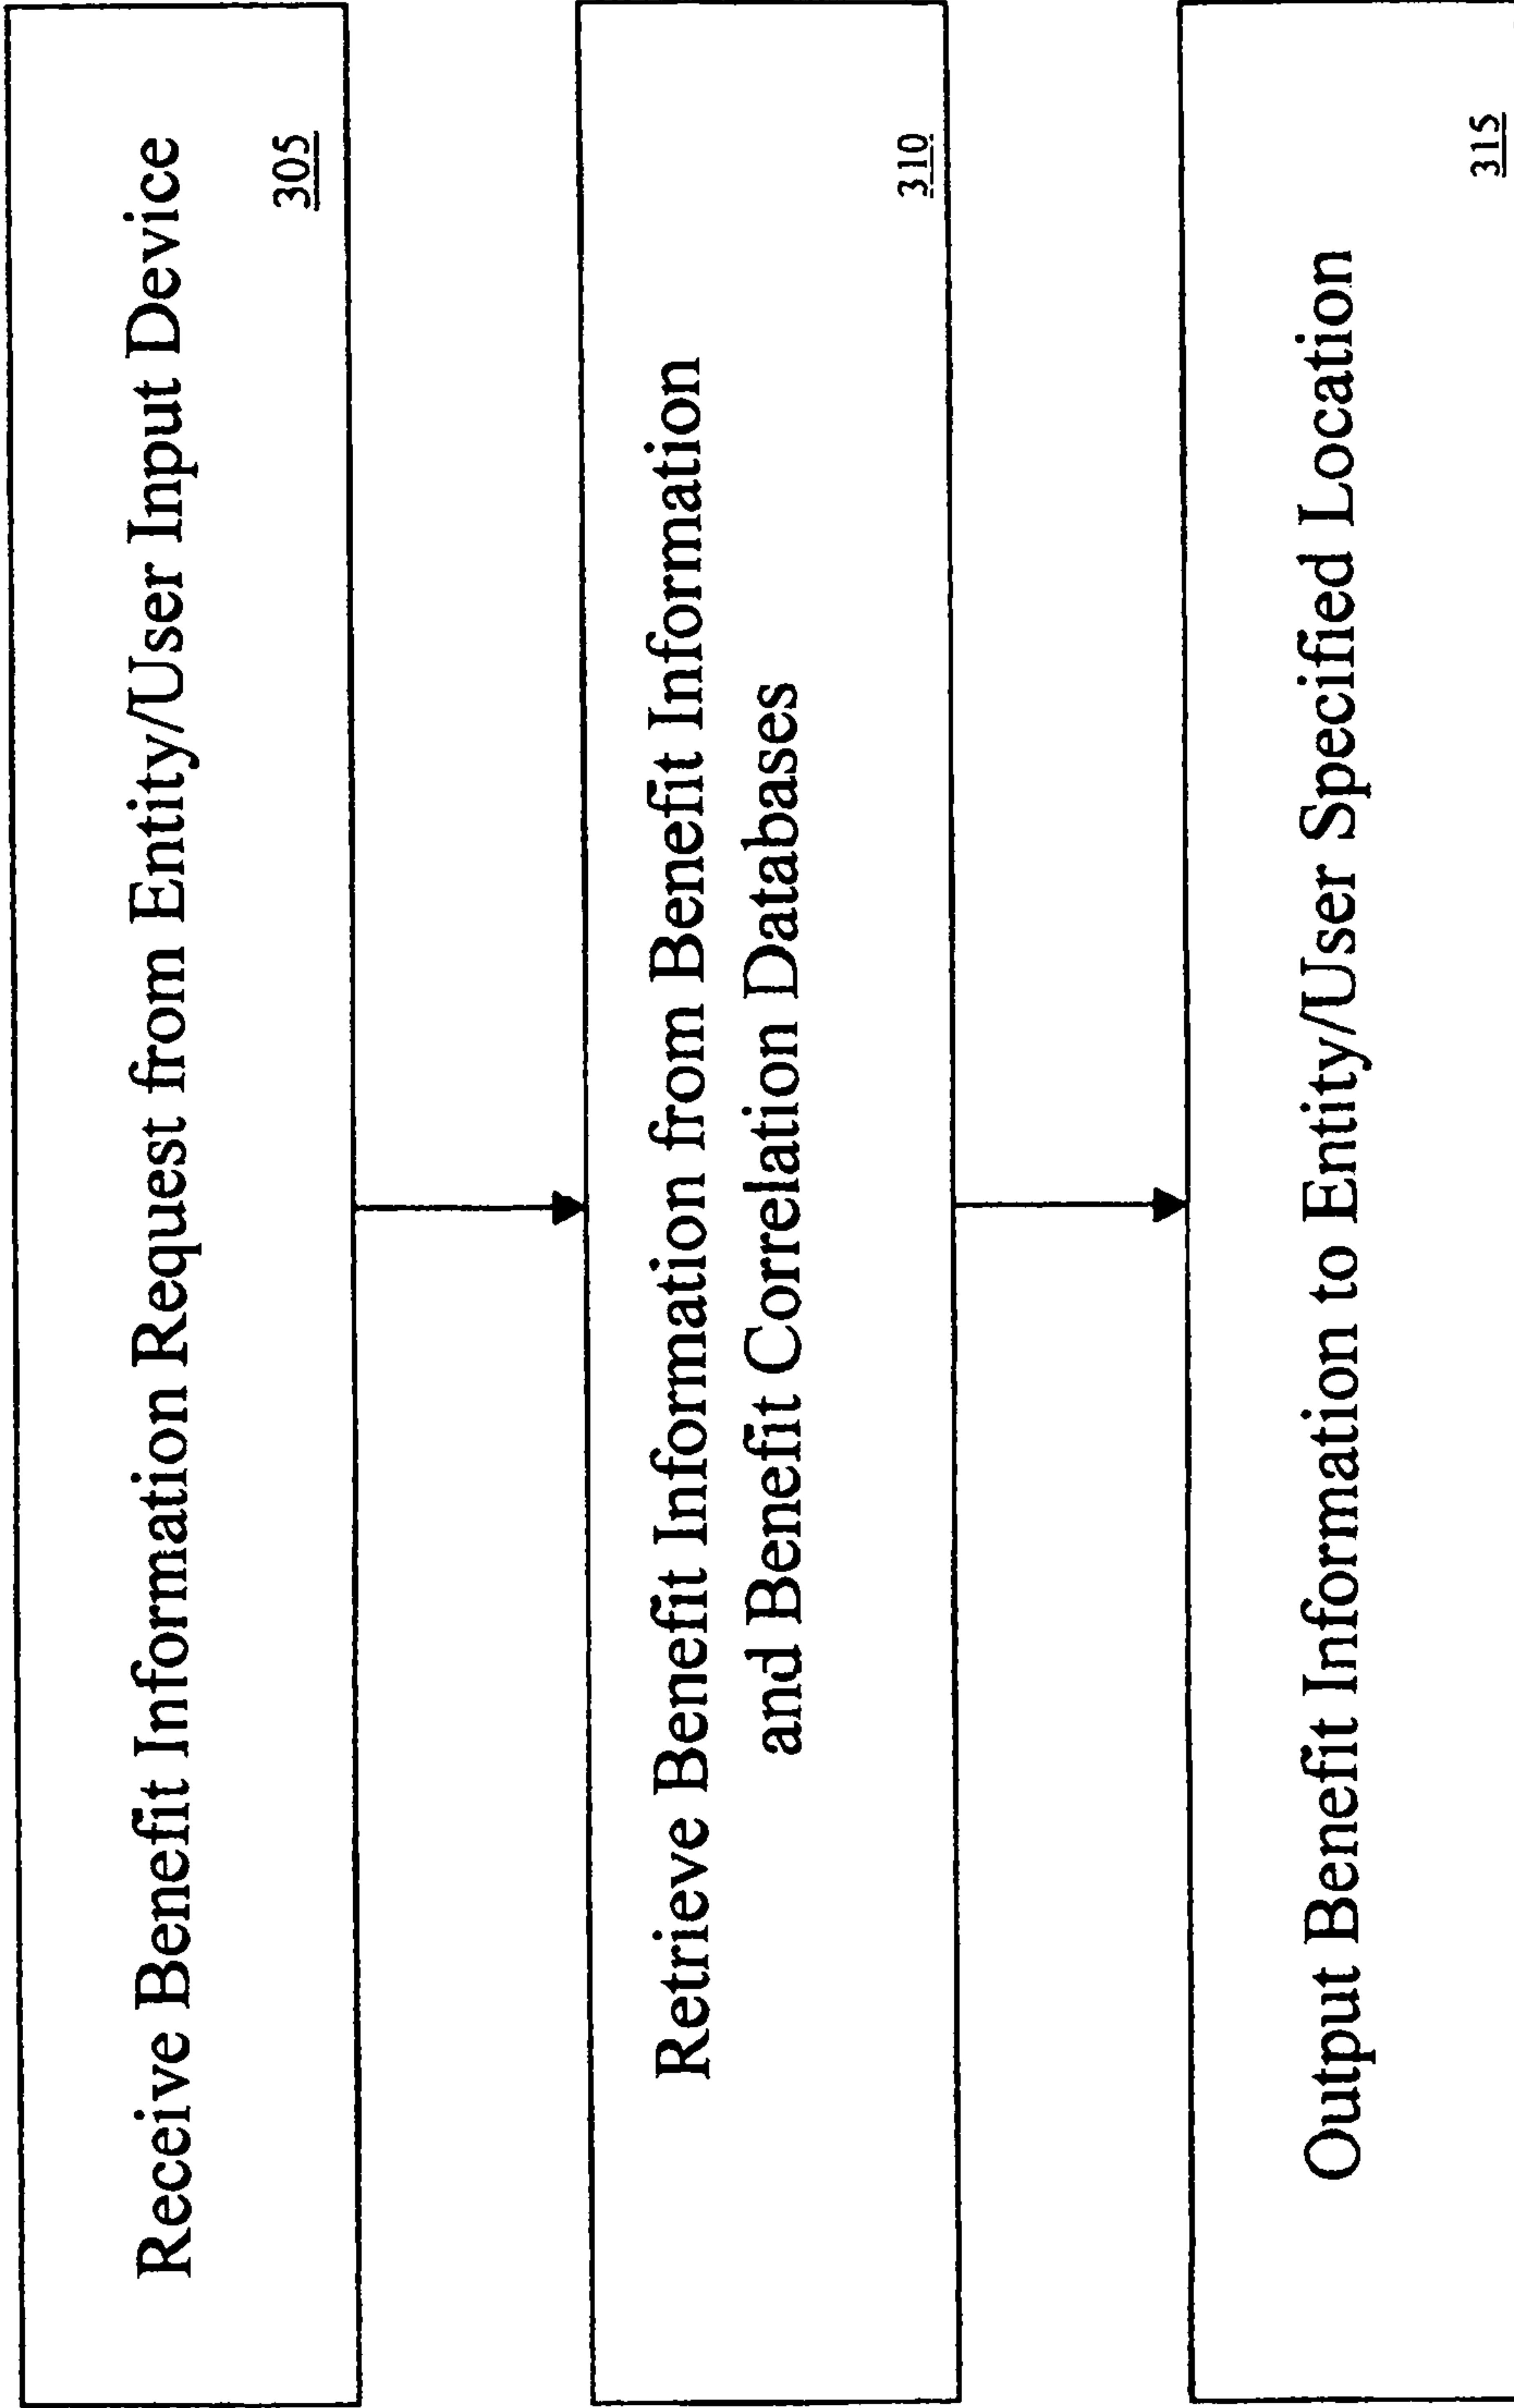 Receive Benefit Information Request from Entity/User Input Device
305
Retrieve Benefit Information from Benefit Information
and Benefit Correlation Databases
310
Output Benefit Information to Entity/User Specified Location
315